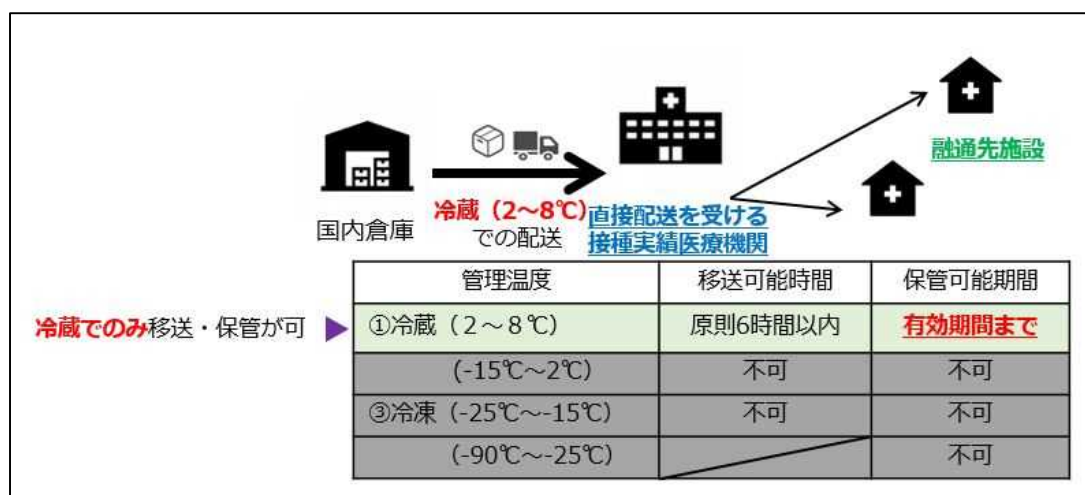 融通先施設
国内倉庫
冷蔵（2～8℃）
での配送
直接配送を受ける
接種実績医療機関
管理温度 移送可能時間 保管可能期間
冷蔵でのみ移送・保管が可
①冷蔵（２～８℃） 原則6時間以内 有効期間まで
(-15℃～2℃) 不可 不可
③冷凍（-25℃～-15℃） 不可 不可
(-90℃～-25℃) 不可